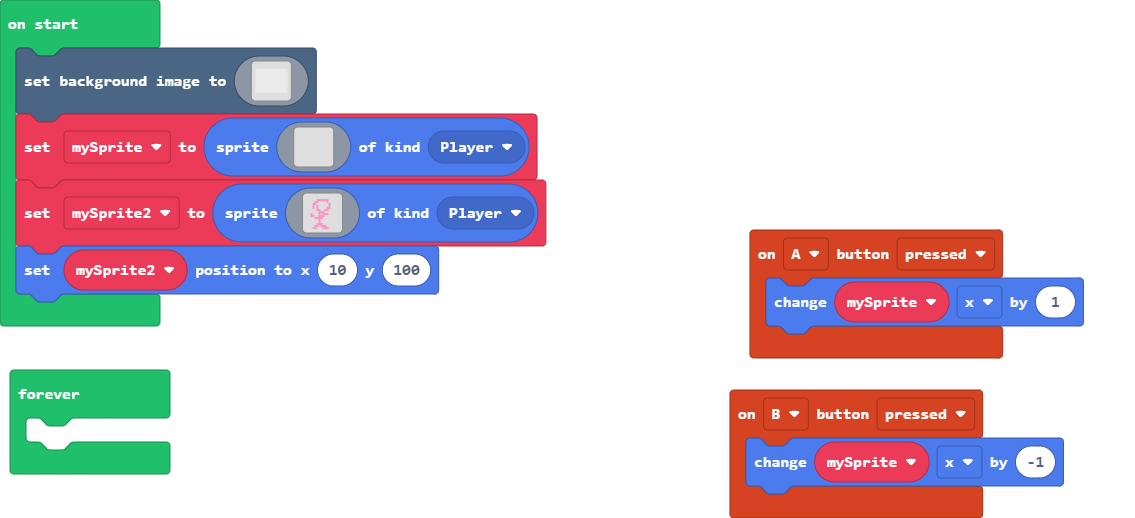 on start
set background image to
set mySprite to sprite of kind Player
set mySprite2 to sprite of kind Player
set mySprite2 position to x 10 y 100
forever
on A button pressed
change mySprite x by 1
on B button pressed
change mySprite x by -1